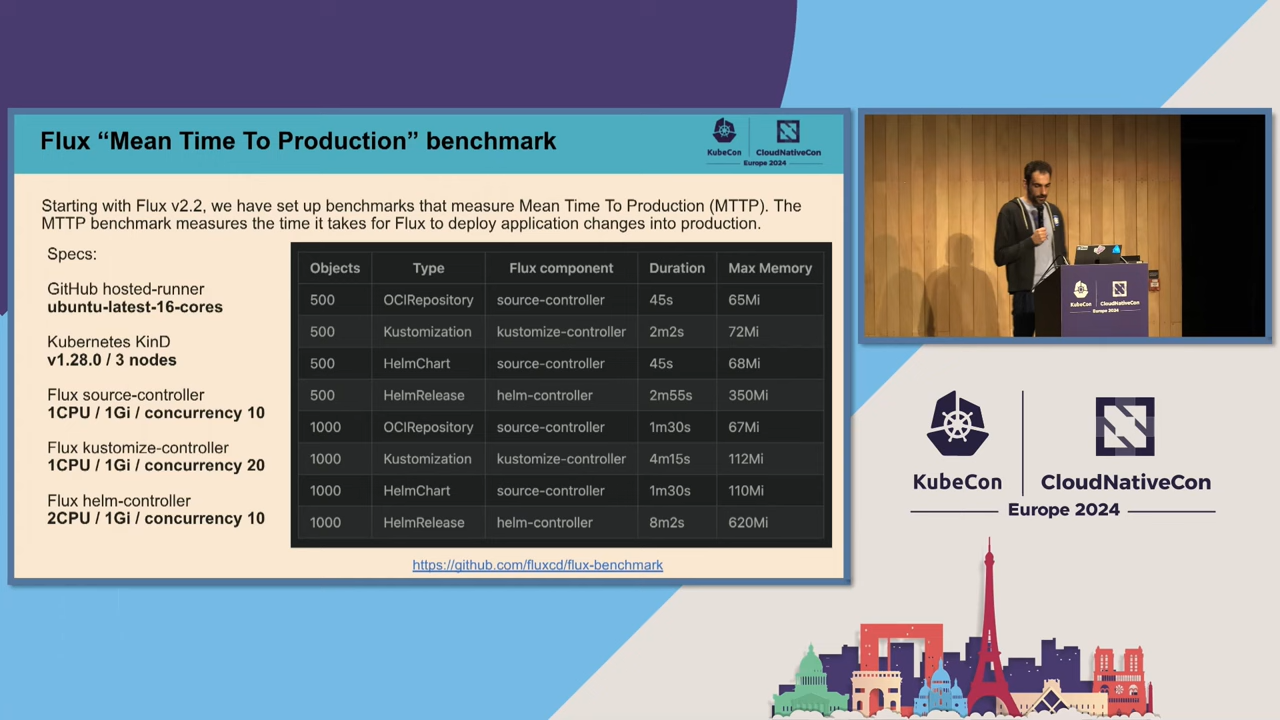 Flux “Mean Time To Production” benchmark
KubeCon
CloudNativeCon
Europe 2024
Starting with Flux v2.2, we have set up benchmarks that measure Mean Time To Production (MTTP). The
MTTP benchmark measures the time it takes for Flux to deploy application changes into production.
Specs:
GitHub hosted-runner
ubuntu-latest-16-cores
Kubernetes KinD
v1.28.0 / 3 nodes
Flux source-controller
1CPU / 1Gi / concurrency 10
Flux kustomize-controller
1CPU / 1Gi / concurrency 20
Flux helm-controller
2CPU / 1Gi / concurrency 10
Objects Type Flux component Duration Max Memory
500 OCIRepository source-controller 45s 65Mi
500 Kustomization kustomize-controller 2m2s 72Mi
500 HelmChart source-controller 45s 68Mi
500 HelmRelease helm-controller 2m55s 350Mi
1000 OCIRepository source-controller 1m30s 67Mi
1000 Kustomization kustomize-controller 4m15s 112Mi
1000 HelmChart source-controller 1m30s 110Mi
1000 HelmRelease helm-controller 8m2s 620Mi
https://github.com/fluxcd/flux-benchmark
KubeCon
CloudNativeCon
Europe 2024
KubeCon
CloudNativeCon
Europe 2024